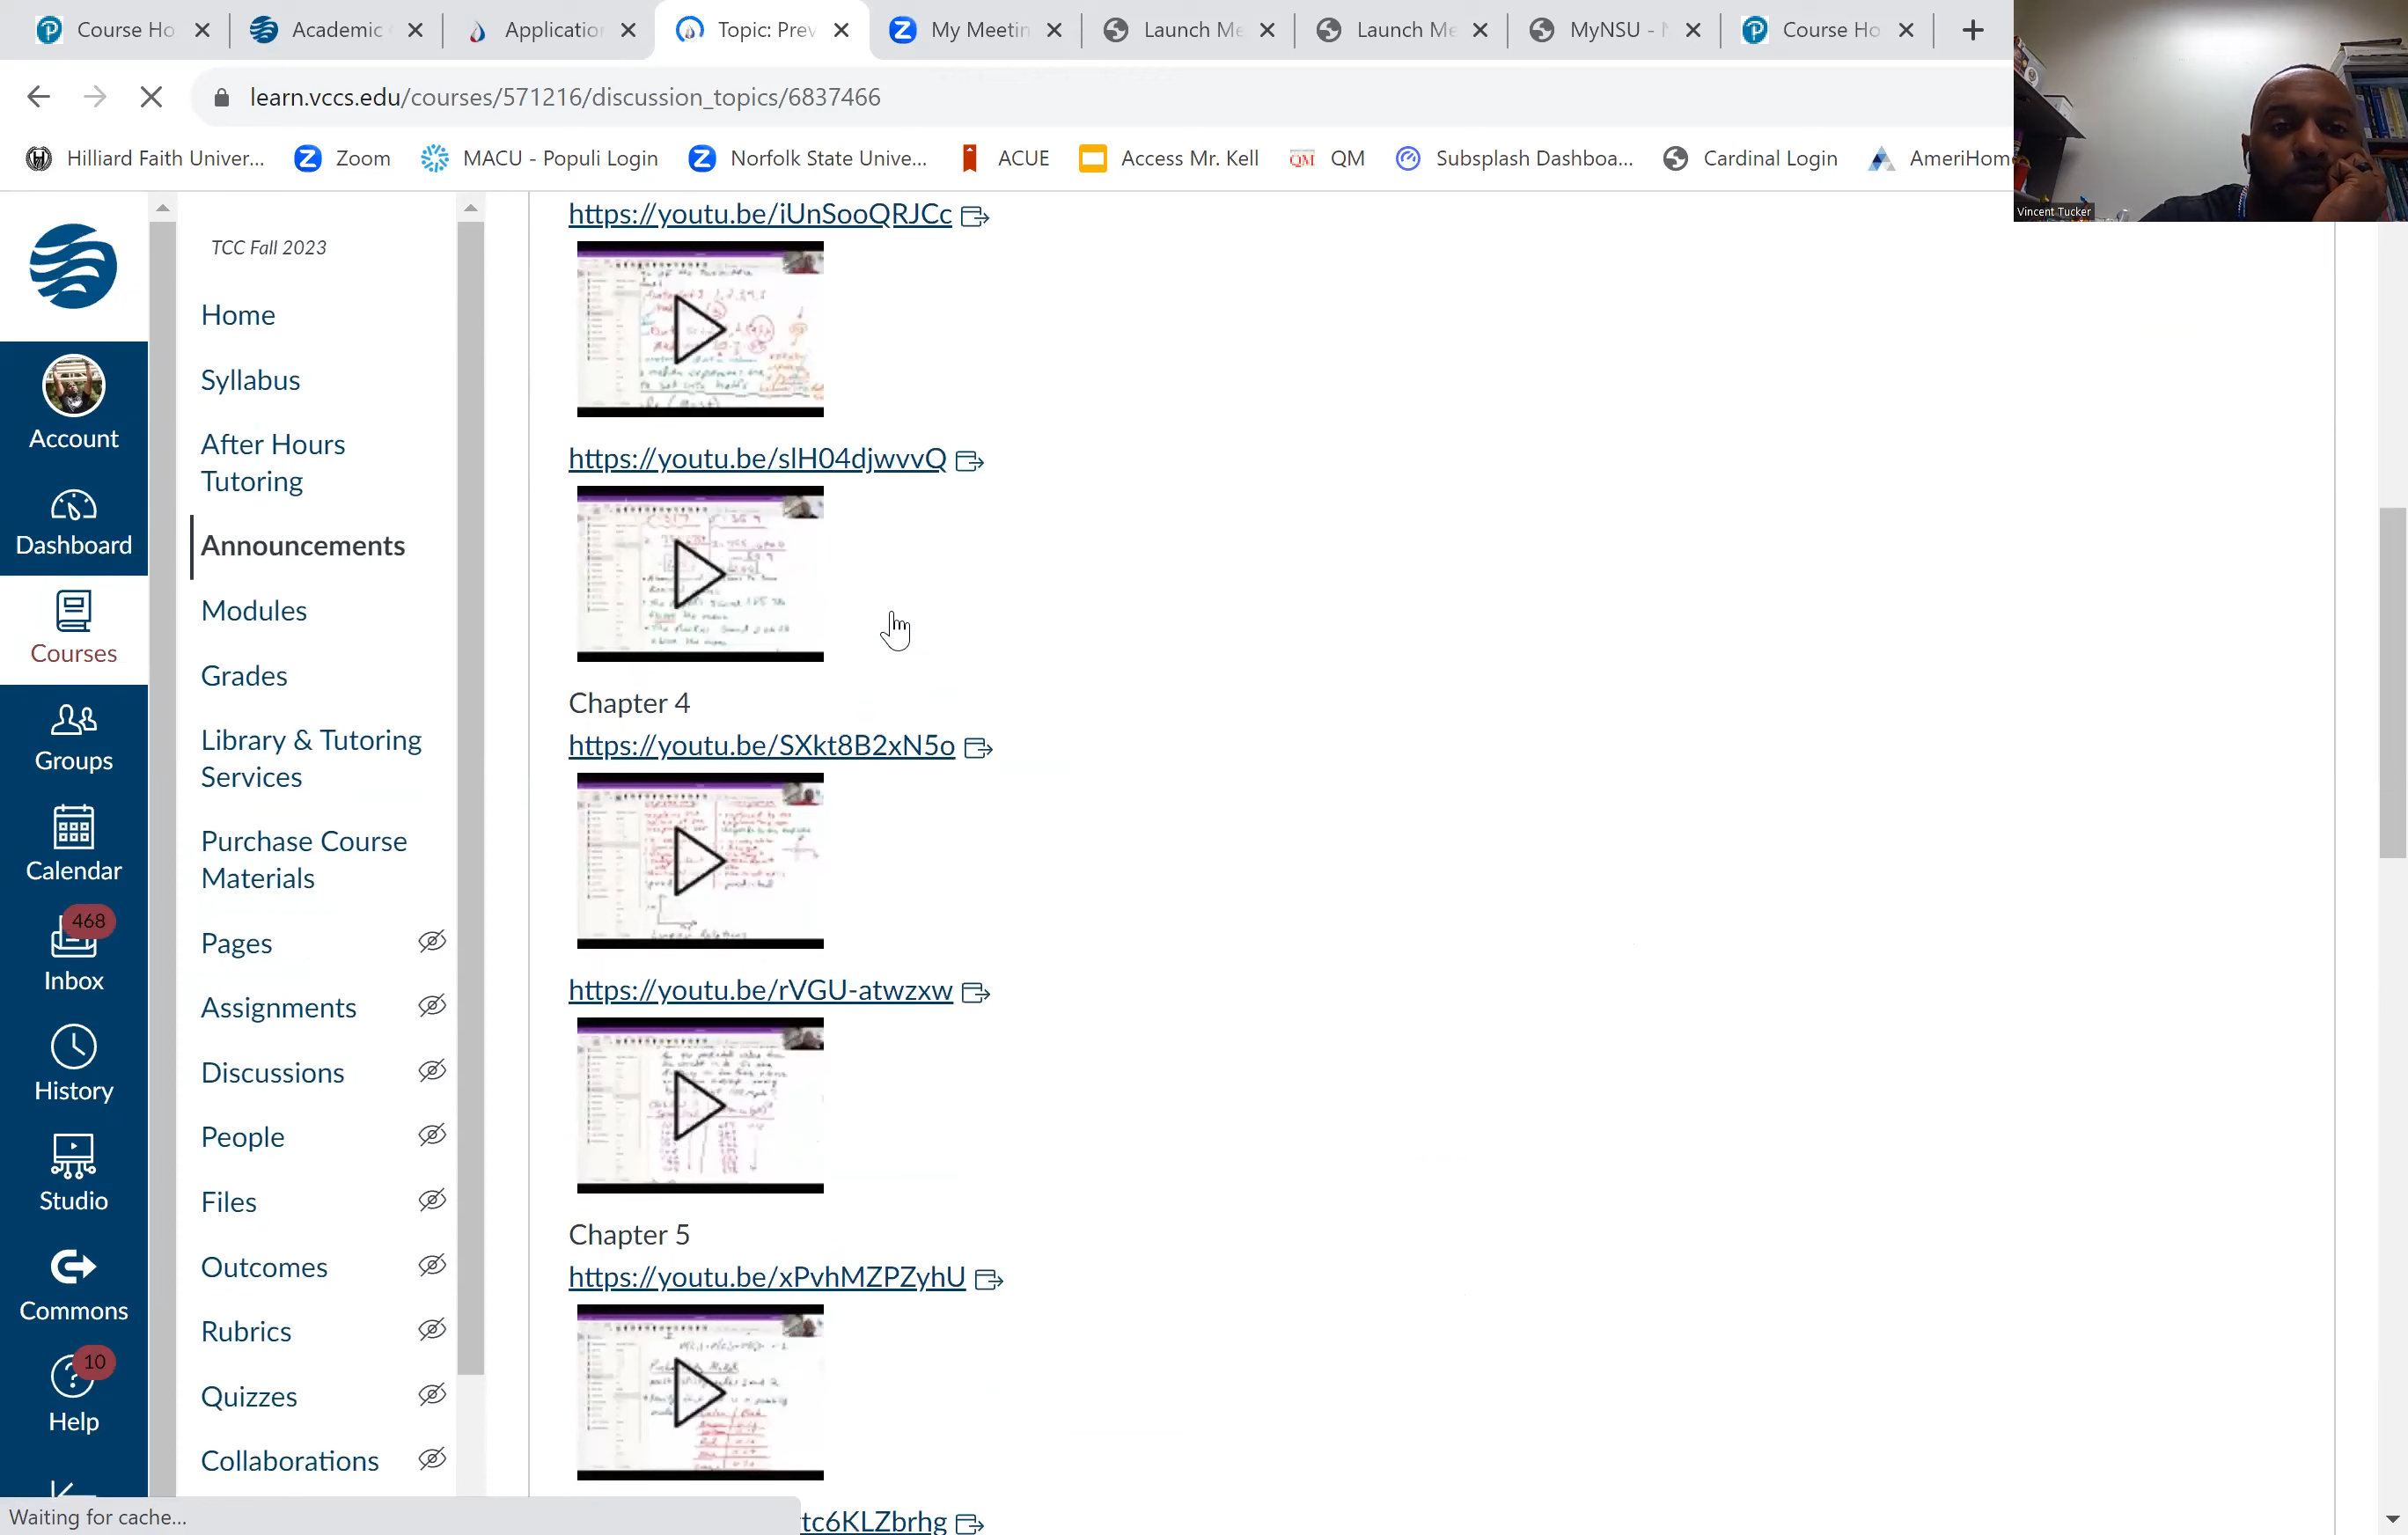 Course Ho
Academic
Application
Topic: Prev
My Meetin
Launch Me
Launch Me
MyNSU - N
Course Ho
learn.vccs.edu/courses/571216/discussion_topics/6837466
Hilliard Faith Univer...
Zoom
MACU - Populi Login
Norfolk State Unive...
ACUE
Access Mr. Kell
QM
QM
Subsplash Dashboa...
Cardinal Login
AmeriHome
Vincent Tucker
Account
Dashboard
Courses
Groups
Calendar
468
Inbox
History
Studio
Commons
10
Help
TCC Fall 2023
Home
Syllabus
After Hours
Tutoring
Announcements
Modules
Grades
Library & Tutoring
Services
Purchase Course
Materials
Pages
Assignments
Discussions
People
Files
Outcomes
Rubrics
Quizzes
Collaborations
https://youtu.be/iUnSooQRJCc
https://youtu.be/slH04djwvvQ
Chapter 4
https://youtu.be/SXkt8B2xN5o
https://youtu.be/rVGU-atwzxw
Chapter 5
https://youtu.be/xPvhMZPZyhU
tc6KLZbrhg
Waiting for cache...